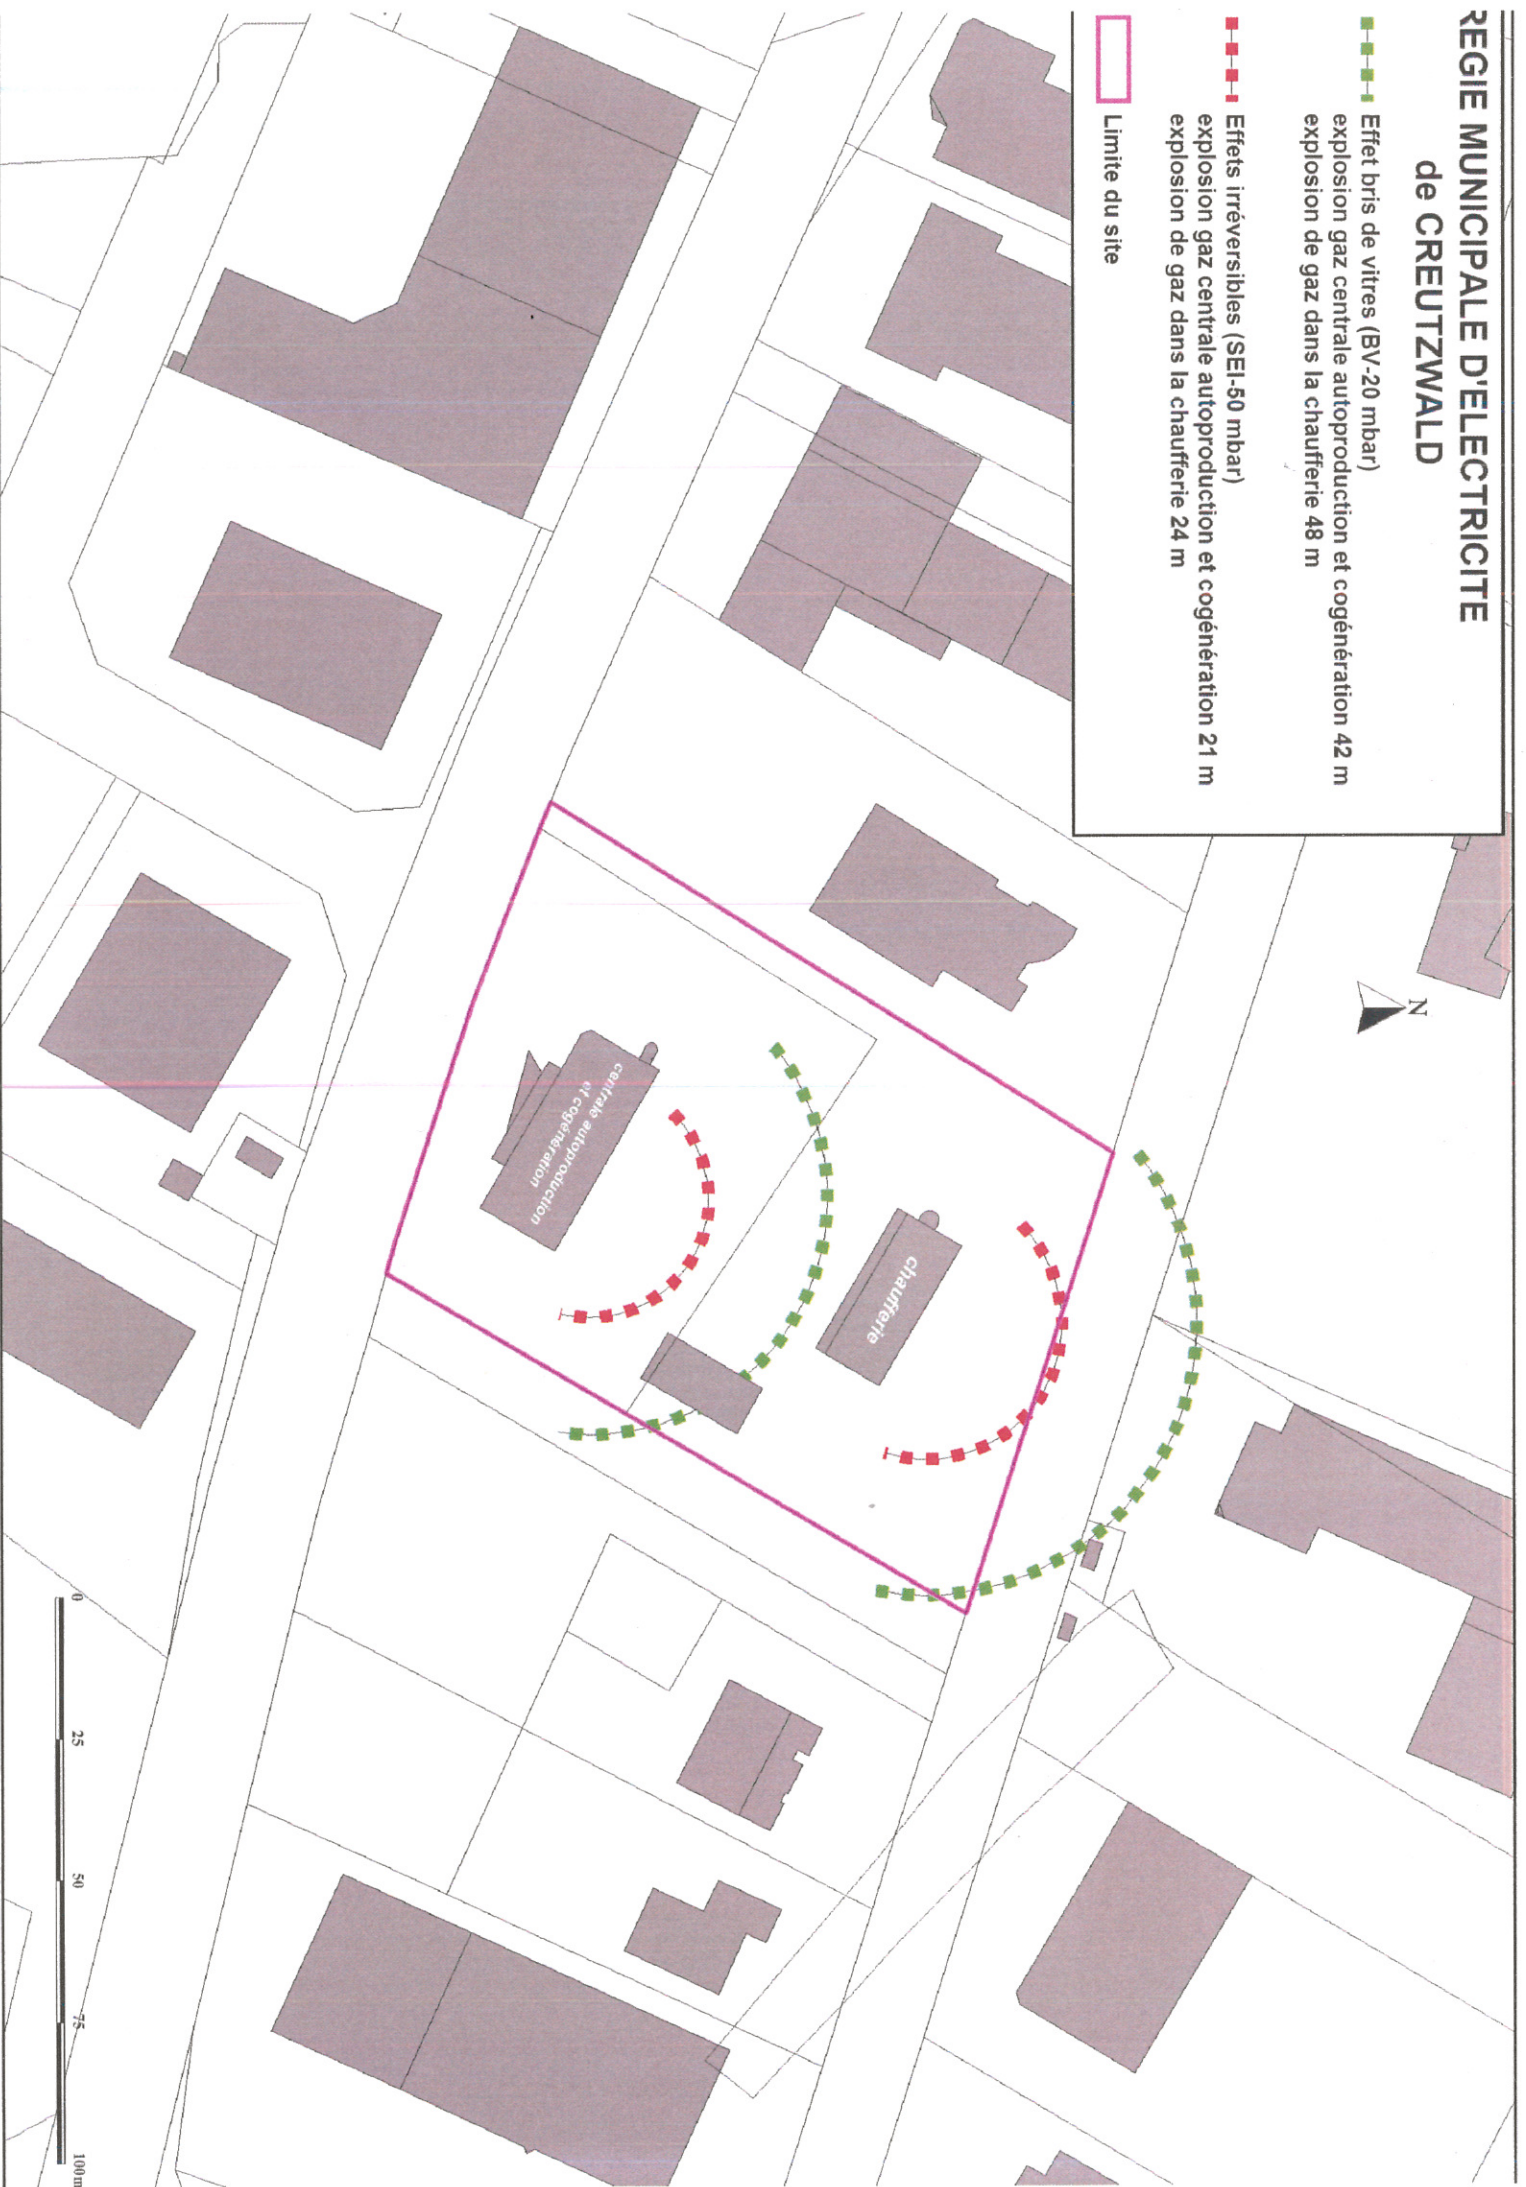 REGIE MUNICIPALE D'ELECTRICITE
de CREUTZWALD
Effet bris de vitres (BV-20 mbar)
explosion gaz centrale autoproduction et cogénération 42 m
explosion de gaz dans la chaufferie 48 m
Effets irréversibles (SEI-50 mbar)
explosion gaz centrale autoproduction et cogénération 21 m
explosion de gaz dans la chaufferie 24 m
Limite du site
N
chaufferie
centrale autoproduction
et cogénération
0 25 50 75 100m